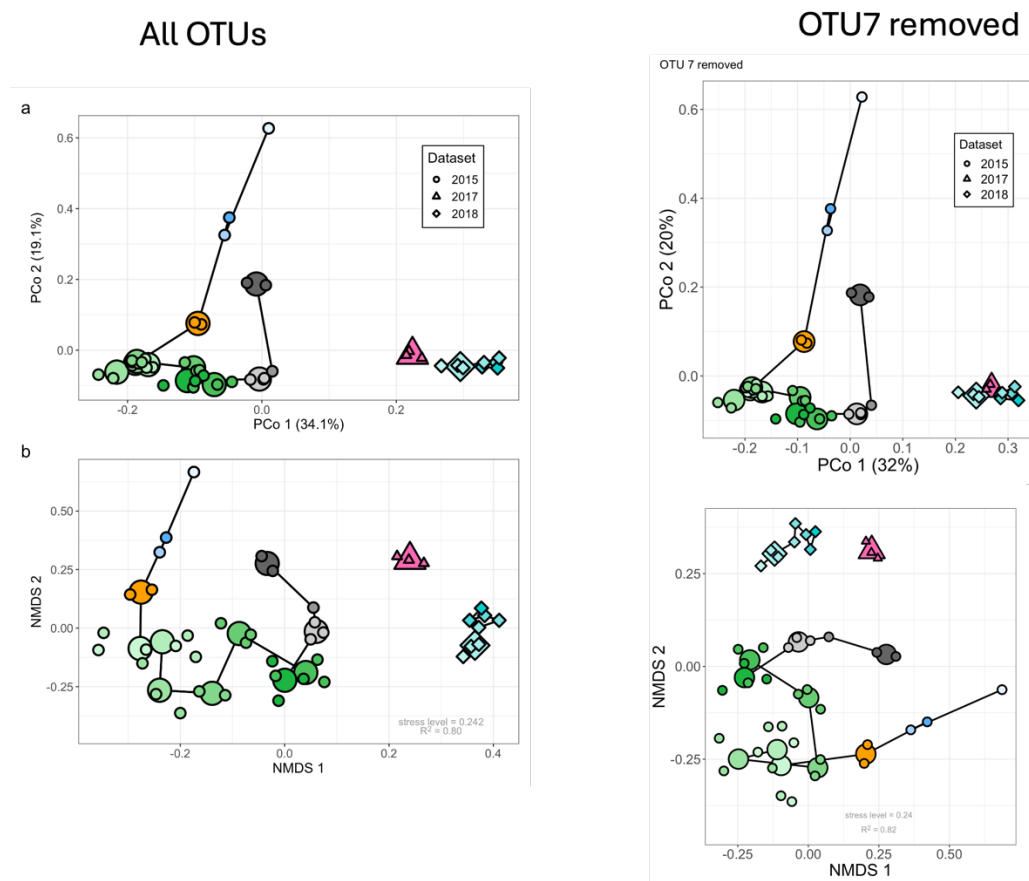 All OTUs
OTU7 removed
a
0.6
0.4
0.2
0.0
PCo 2 (19.1%)
Dataset
2015
2017
2018
-0.2
0.0
0.2
PCo 1 (34.1%)
b
0.50
0.25
0.00
-0.25
NMDS 2
stress level = 0.242
R² = 0.80
-0.2
0.0
0.2
0.4
NMDS 1
OTU 7 removed
0.6
0.4
0.2
0.0
PCo 2 (20%)
Dataset
2015
2017
2018
-0.2
-0.1
0.0
0.1
0.2
0.3
PCo 1 (32%)
0.25
0.00
-0.25
NMDS 2
stress level = 0.24
R² = 0.82
-0.25
0.00
0.25
0.50
NMDS 1